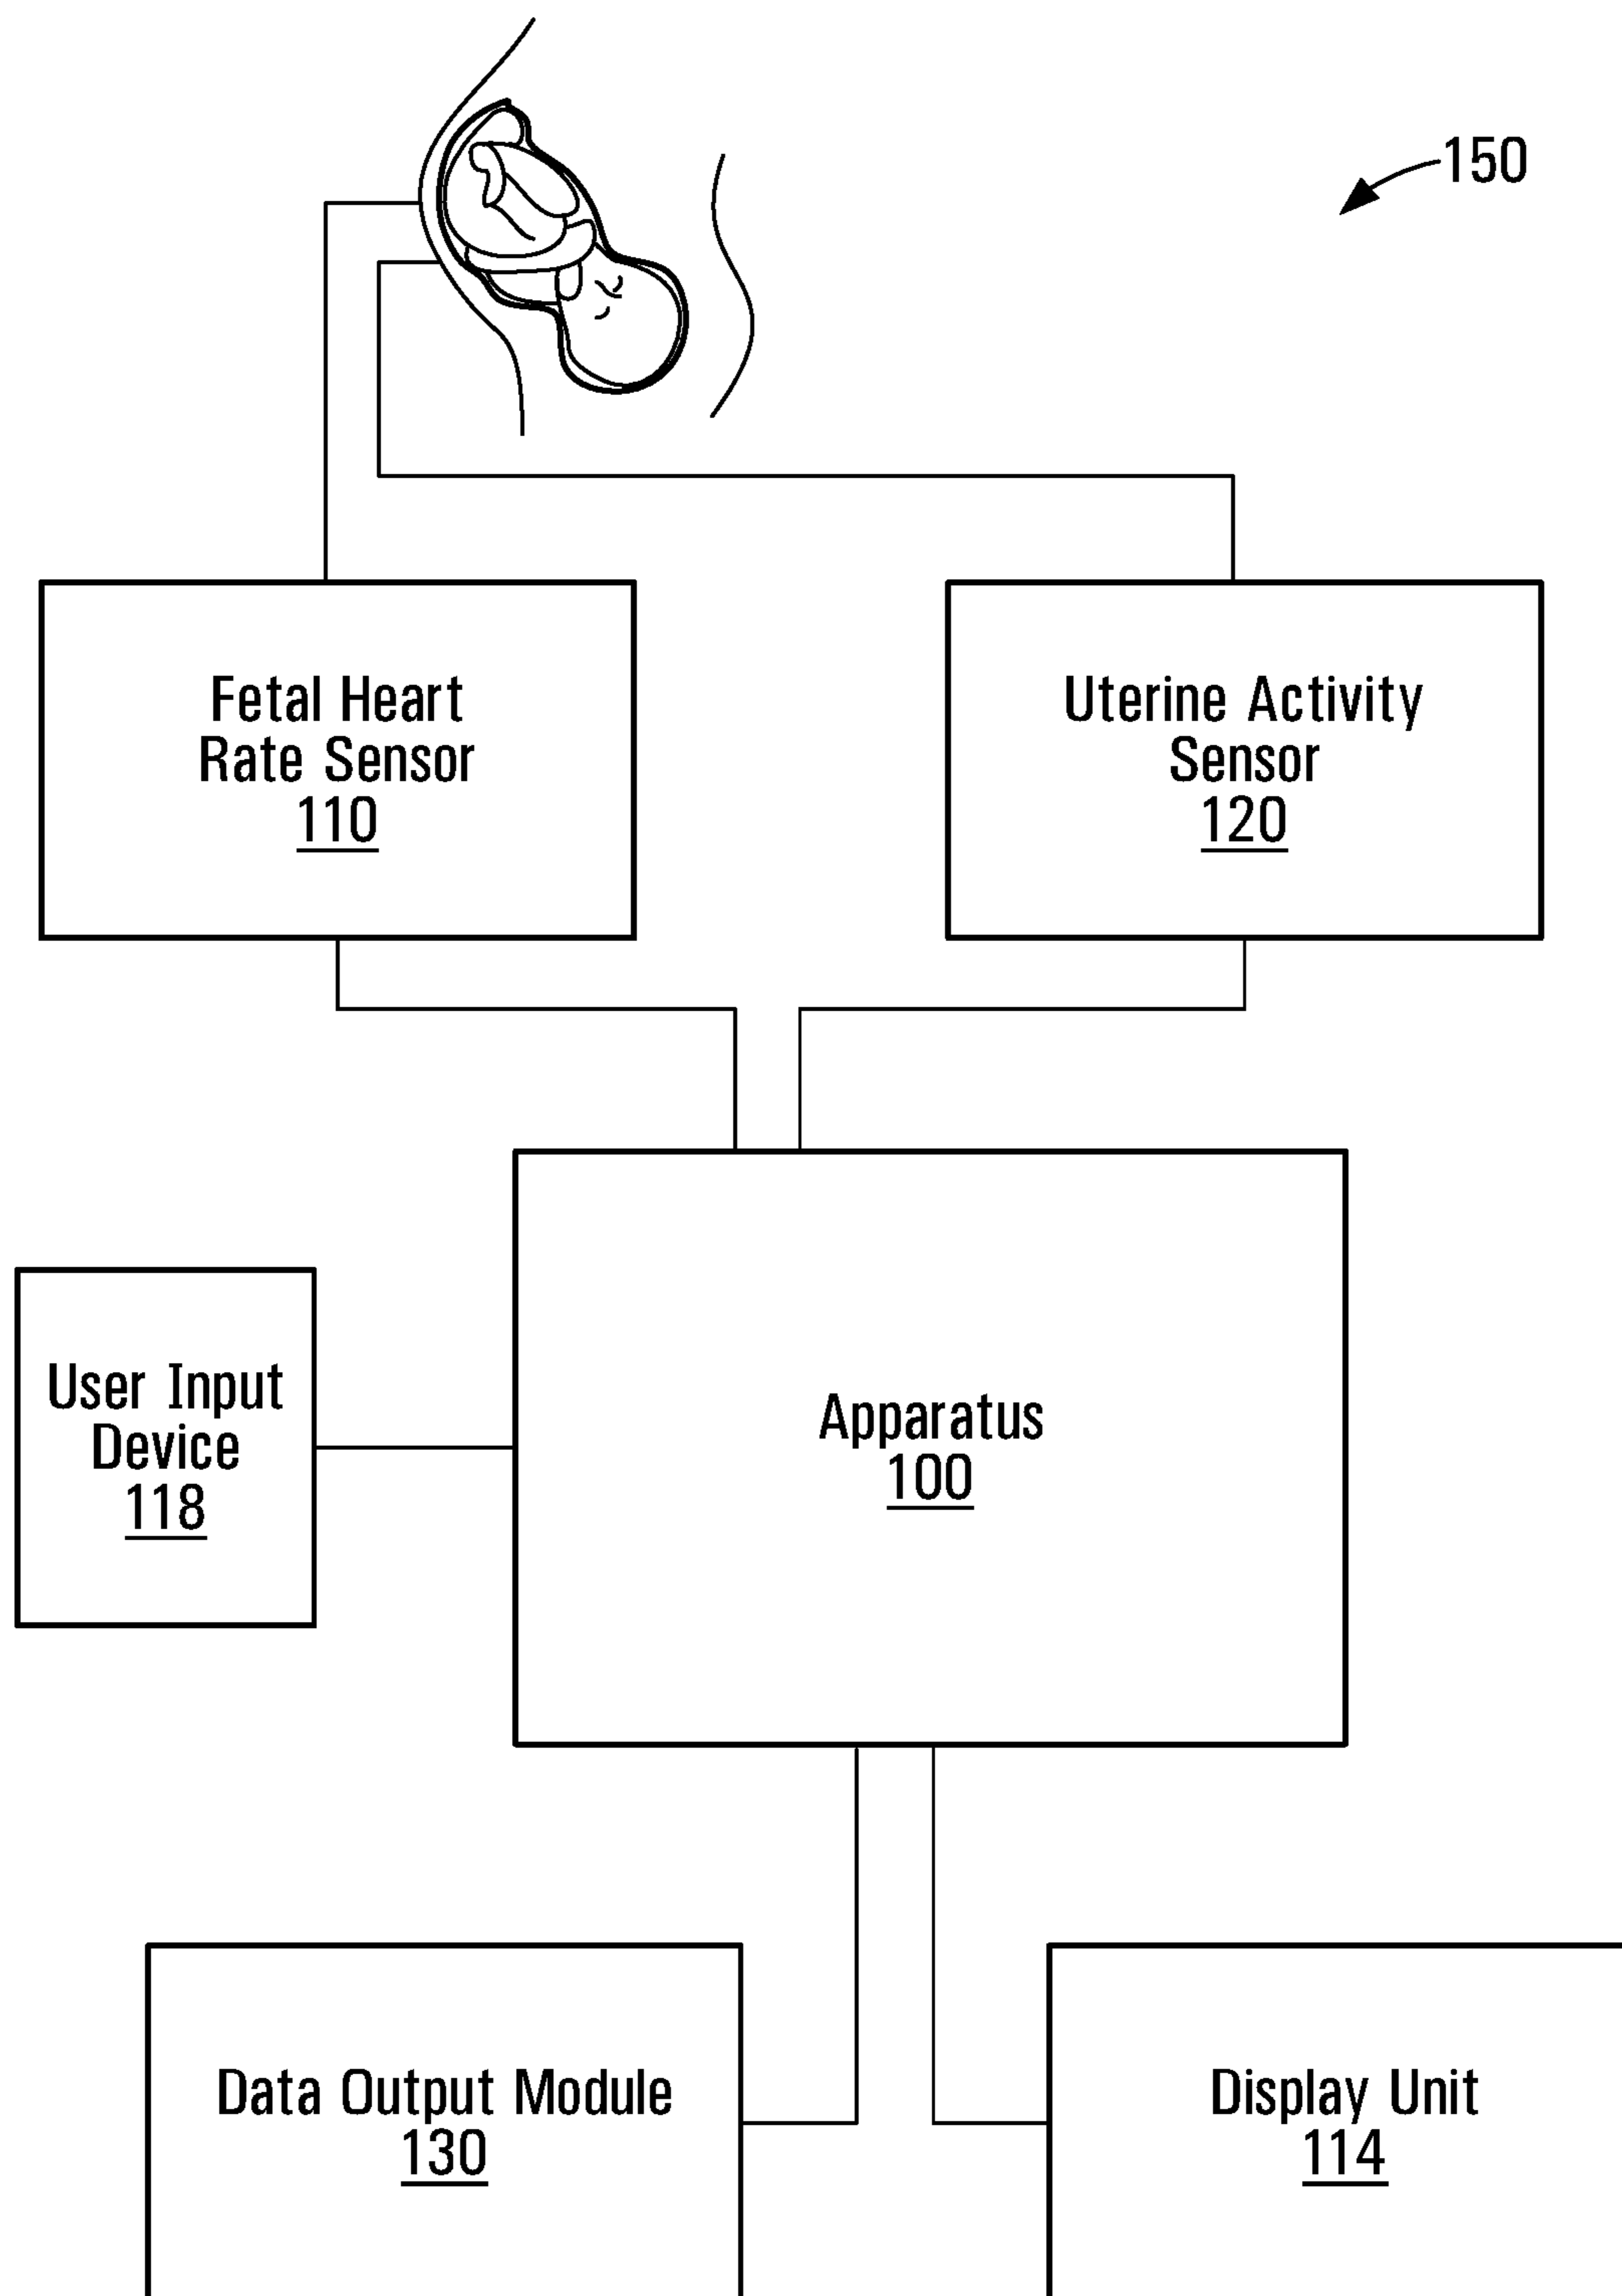 150
Fetal Heart
Rate Sensor
110
Uterine Activity
Sensor
120
User Input
Device
118
Apparatus
100
Data Output Module
130
Display Unit
114